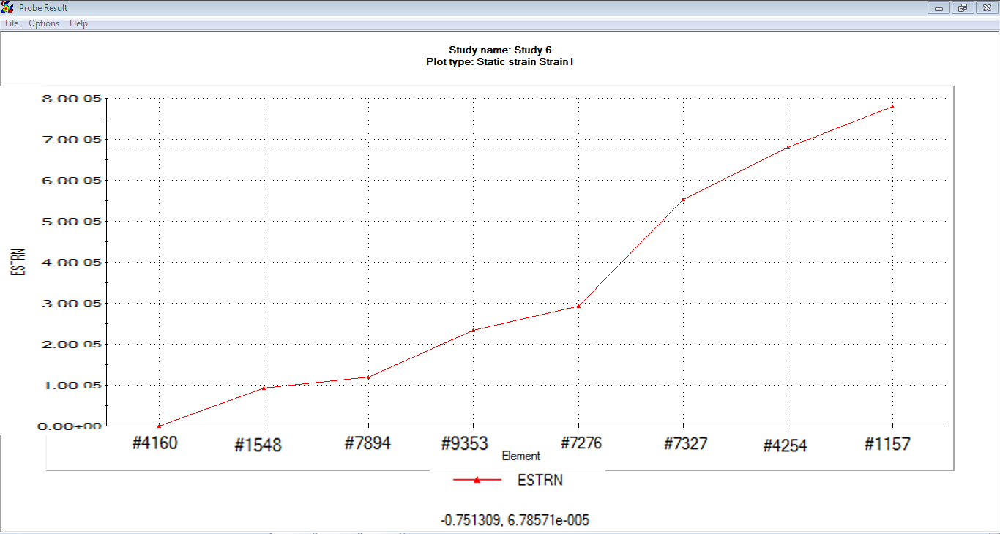 Probe Result
File Options Help
Study name: Study 6
Plot type: Static strain Strain1
8.00-05
7.00-05
6.00-05
5.00-05
4.00-05
3.00-05
2.00-05
1.00-05
0.00+00
ESTRN
#4160 #1548 #7894 #9353 #7276 #7327 #4254 #1157
Element
ESTRN
-0.751309, 6.78571e-005